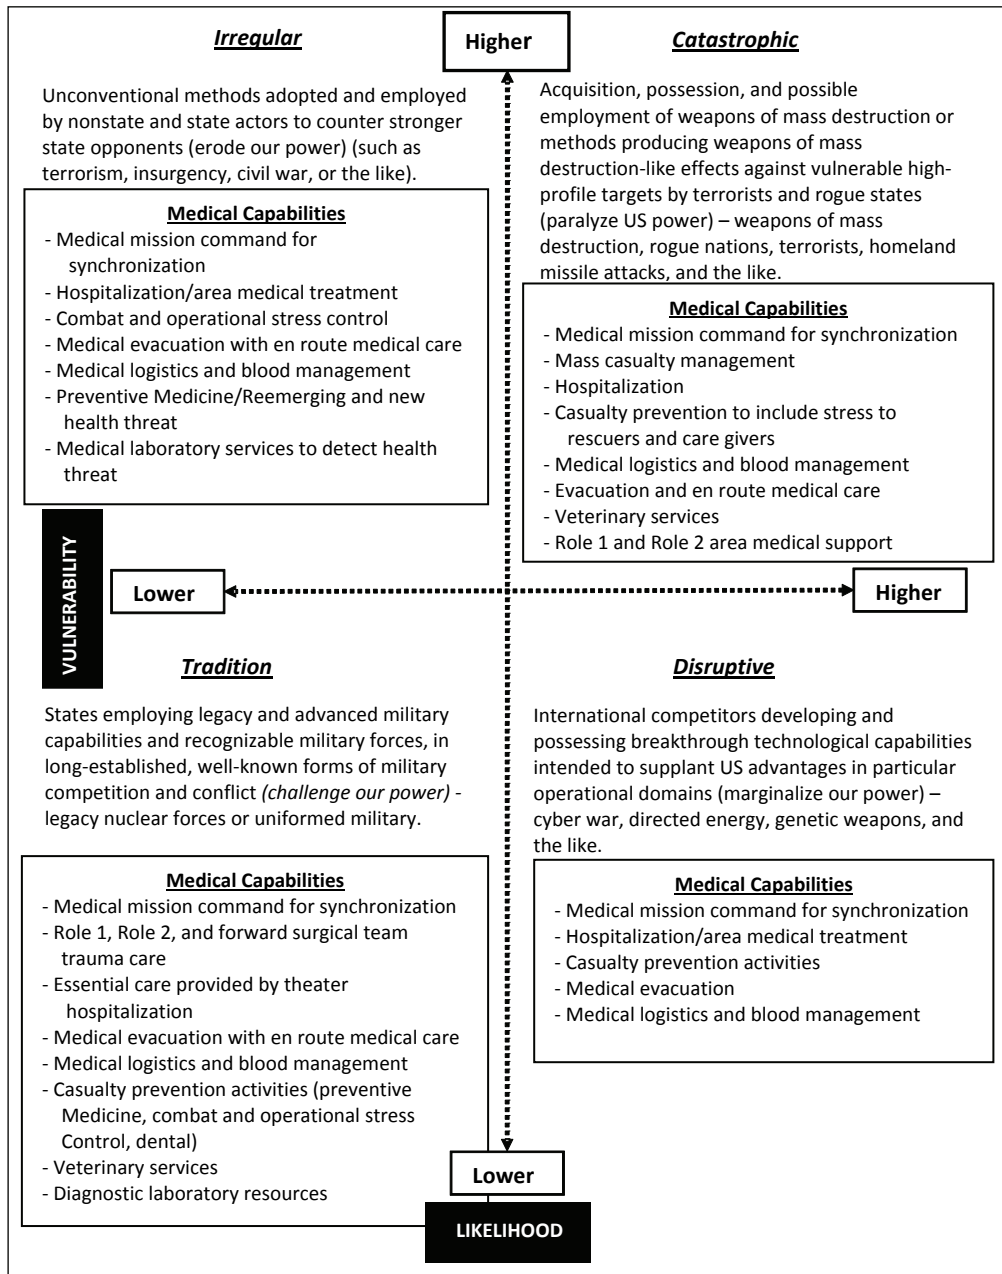 Irregular
Higher
Catastrophic
Unconventional methods adopted and employed
by nonstate and state actors to counter stronger
state opponents (erode our power) (such as
terrorism, insurgency, civil war, or the like).
Medical Capabilities
- Medical mission command for
synchronization
- Hospitalization/area medical treatment
- Combat and operational stress control
- Medical evacuation with en route medical care
- Medical logistics and blood management
- Preventive Medicine/Reemerging and new
health threat
- Medical laboratory services to detect health
threat
Acquisition, possession, and possible
employment of weapons of mass destruction or
methods producing weapons of mass
destruction-like effects against vulnerable high-
profile targets by terrorists and rogue states
(paralyze US power) – weapons of mass
destruction, rogue nations, terrorists, homeland
missile attacks, and the like.
Medical Capabilities
- Medical mission command for synchronization
- Mass casualty management
- Hospitalization
- Casualty prevention to include stress to
rescuers and care givers
- Medical logistics and blood management
- Evacuation and en route medical care
- Veterinary services
- Role 1 and Role 2 area medical support
VULNERABILITY
Lower
Higher
Tradition
States employing legacy and advanced military
capabilities and recognizable military forces, in
long-established, well-known forms of military
competition and conflict (challenge our power) -
legacy nuclear forces or uniformed military.
Medical Capabilities
- Medical mission command for synchronization
- Role 1, Role 2, and forward surgical team
trauma care
- Essential care provided by theater
hospitalization
- Medical evacuation with en route medical care
- Medical logistics and blood management
- Casualty prevention activities (preventive
Medicine, combat and operational stress
Control, dental)
- Veterinary services
- Diagnostic laboratory resources
Disruptive
International competitors developing and
possessing breakthrough technological capabilities
intended to supplant US advantages in particular
operational domains (marginalize our power) –
cyber war, directed energy, genetic weapons, and
the like.
Medical Capabilities
- Medical mission command for synchronization
- Hospitalization/area medical treatment
- Casualty prevention activities
- Medical evacuation
- Medical logistics and blood management
Lower
LIKELIHOOD